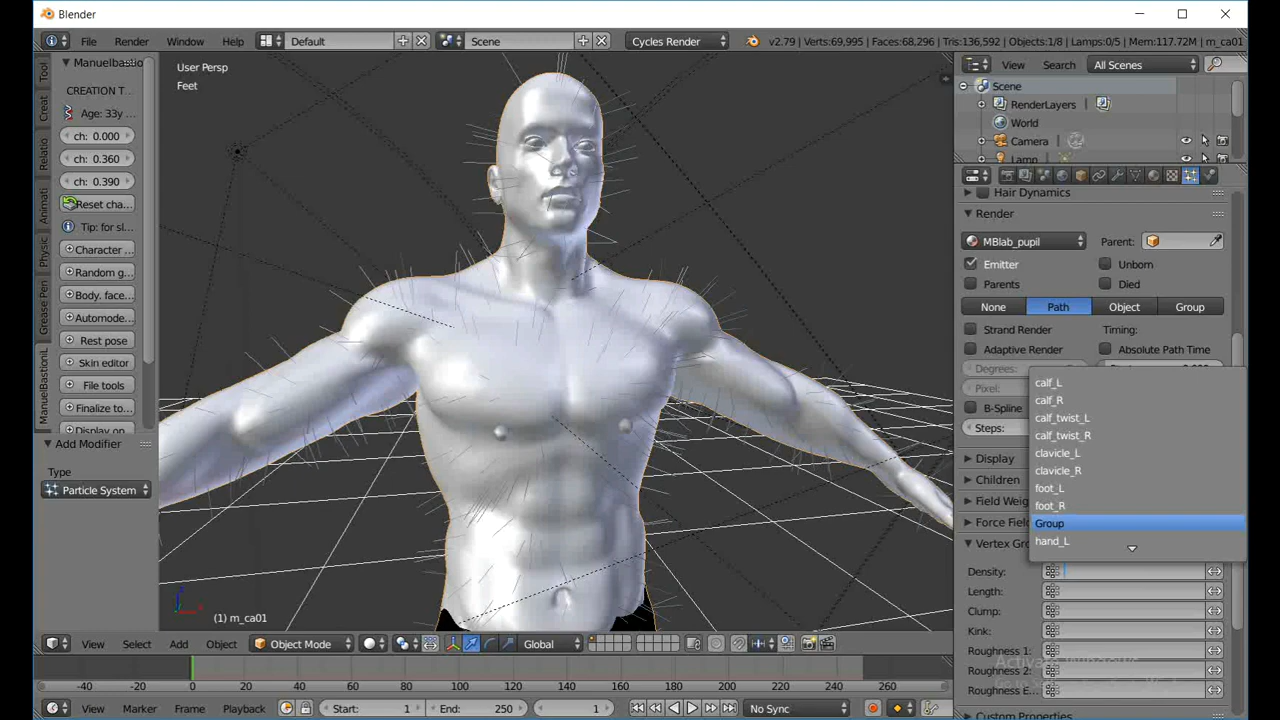 Blender
File Render Window Help Default Scene Cycles Render v2.79 | Verts:69,995 | Faces:68,296 | Tris:136,592 | Objects:1/8 | Lamps:0/5 | Mem:117.72M | m_ca01
Manuelbastio
CREATION T...
Age: 33y ...
ch: 0.000
ch: 0.360
ch: 0.390
Reset cha...
Tip: for sl...
Character ...
Random g...
Body, face...
Automode...
Rest pose
Skin editor
File tools
Finalize to...
Display op
Tool
Creat
Relatio
Animati
Physic
Grease Pen
ManuelBastioniL
Add Modifier
Type
Particle System
User Persp
Feet
(1) m_ca01
View Select Add Object Object Mode Global
-40 -20 0 20 40 60 80 100 120 140 160 180 200 220 240 260
View Marker Frame Playback Start: 1 End: 250 1 No Sync
View Search All Scenes
Scene
RenderLayers
World
Camera
Lamp
Hair Dynamics
Render
MBlab_pupil Parent:
Emitter Unborn
Parents Died
None Path Object Group
Strand Render Timing:
Adaptive Render Absolute Path Time
Degrees:
Pixel:
B-Spline
Steps:
Display
Children
Field Weig
Force Field
Vertex Gro
calf_L
calf_R
calf_twist_L
calf_twist_R
clavicle_L
clavicle_R
foot_L
foot_R
Group
hand_L
Density:
Length:
Clump:
Kink:
Roughness 1:
Roughness 2:
Roughness E...
Activate Windows
Custom Properties